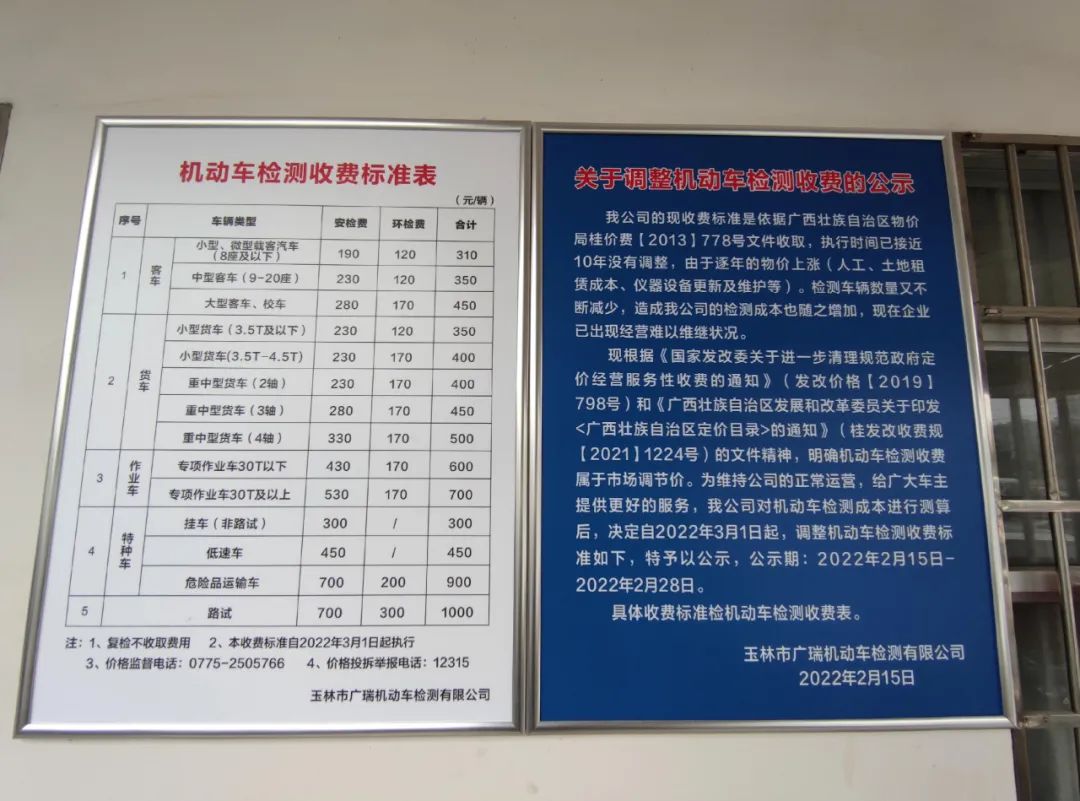 机动车检测收费标准表
(元/辆)
序号 车辆类型 安检费 环检费 合计
1 客车 小型、微型载客汽车(8座及以下) 190 120 310
中型客车(9-20座) 230 120 350
大型客车、校车 280 170 450
2 货车 小型货车(3.5T及以下) 230 120 350
小型货车(3.5T-4.5T) 230 170 400
重中型货车(2轴) 230 170 400
重中型货车(3轴) 280 170 450
重中型货车(4轴) 330 170 500
3 作业车 专项作业车30T以下 430 170 600
专项作业车30T及以上 530 170 700
4 特种车 挂车(非路试) 300 / 300
低速车 450 / 450
危险品运输车 700 200 900
5 路试 700 300 1000
注:1、复检不收取费用 2、本收费标准自2022年3月1日起执行
3、价格监督电话:0775-2505766 4、价格投拆举报电话:12315
玉林市广瑞机动车检测有限公司
关于调整机动车检测收费的公示
我公司的现收费标准是依据广西壮族自治区物价
局桂价费【2013】778号文件收取,执行时间已接近
10年没有调整,由于逐年的物价上涨(人工、土地租
赁成本、仪器设备更新及维护等)。检测车辆数量又不
断减少,造成我公司的检测成本也随之增加,现在企业
已出现经营难以维继状况。
现根据《国家发改委关于进一步清理规范政府定
价经营服务性收费的通知》(发改价格【2019】
798号)和《广西壮族自治区发展和改革委员关于印发
<广西壮族自治区定价目录>的通知》(桂发改收费规
【2021】1224号)的文件精神,明确机动车检测收费
属于市场调节价。为维持公司的正常运营,给广大车主
提供更好的服务,我公司对机动车检测成本进行测算
后,决定自2022年3月1日起,调整机动车检测收费标
准如下,特予以公示,公示期:2022年2月15日-
2022年2月28日。
具体收费标准检机动车检测收费表。
玉林市广瑞机动车检测有限公司
2022年2月15日